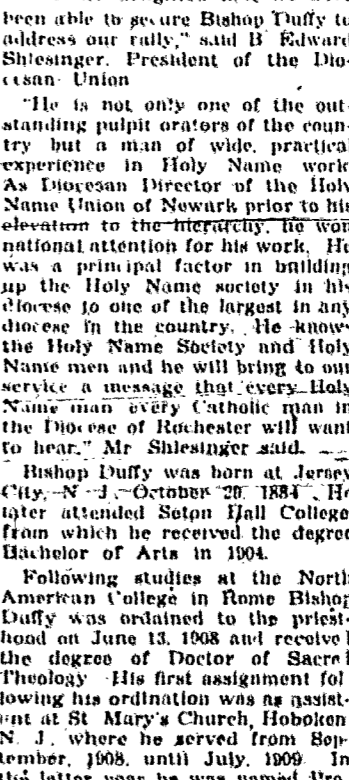 been able to secure Bishop Duffy to
address our rally," said B Edward
Shlesinger, President of the Dio-
cesan Union
"He is not only one of the out-
standing pulpit orators of the coun-
try but a man of wide, practical
experience in Holy Name work
As Diocesan Director of the Holy
Name Union of Newark prior to his
elevation to the hierarchy, he won
national attention for his work. He
was a principal factor in building
up the Holy Name society in his
diocese to one of the largest in any
diocese in the country. He knows
the Holy Name Society and Holy
Name men and he will bring to our
service a message that every Holy
Name man every Catholic man in
the Diocese of Rochester will want
to hear." Mr Shlesinger said.
Bishop Duffy was born at Jersey
City, N J, October 20, 1884. He
later attended Seton Hall College
from which he received the degree
Bachelor of Arts in 1904.
Following studies at the North
American College in Rome Bishop
Duffy was ordained to the priest-
hood on June 13, 1908 and received
the degree of Doctor of Sacred
Theology His first assignment fol
lowing his ordination was as assist-
ant at St Mary's Church, Hoboken
N. J. where he served from Sep-
tember, 1908, until July, 1909 In
the latter year he was named